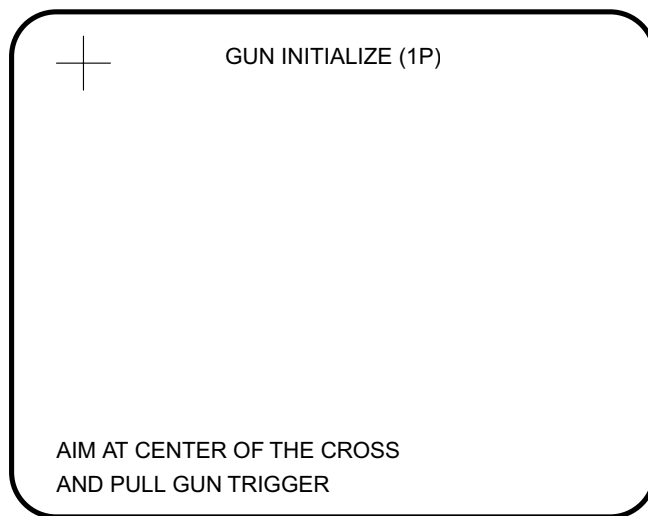 GUN INITIALIZE (1P)
AIM AT CENTER OF THE CROSS
AND PULL GUN TRIGGER